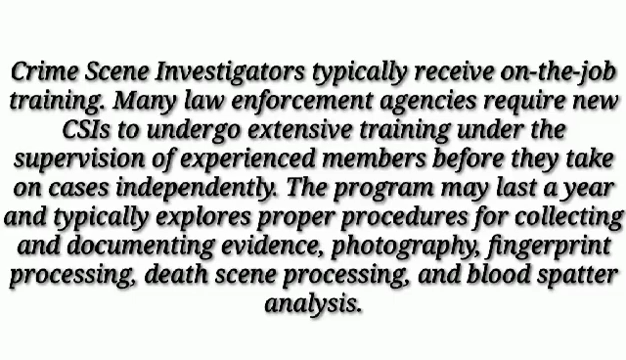 Crime Scene Investigators typically receive on-the-job
training. Many law enforcement agencies require new
CSIs to undergo extensive training under the
supervision of experienced members before they take
on cases independently. The program may last a year
and typically explores proper procedures for collecting
and documenting evidence, photography, fingerprint
processing, death scene processing, and blood spatter
analysis.